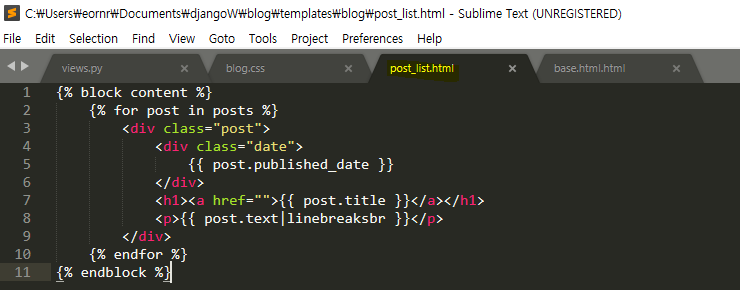 C:₩Users₩eornr₩Documents₩djangoW₩blog₩templates₩blog₩post_list.html - Sublime Text (UNREGISTERED)
File Edit Selection Find View Goto Tools Project Preferences Help
views.py × blog.css × post_list.html × base.html.html ×
1 {% block content %}
2     {% for post in posts %}
3         <div class="post">
4             <div class="date">
5                 {{ post.published_date }}
6             </div>
7             <h1><a href="">{{ post.title }}</a></h1>
8             <p>{{ post.text|linebreaksbr }}</p>
9         </div>
10     {% endfor %}
11 {% endblock %}